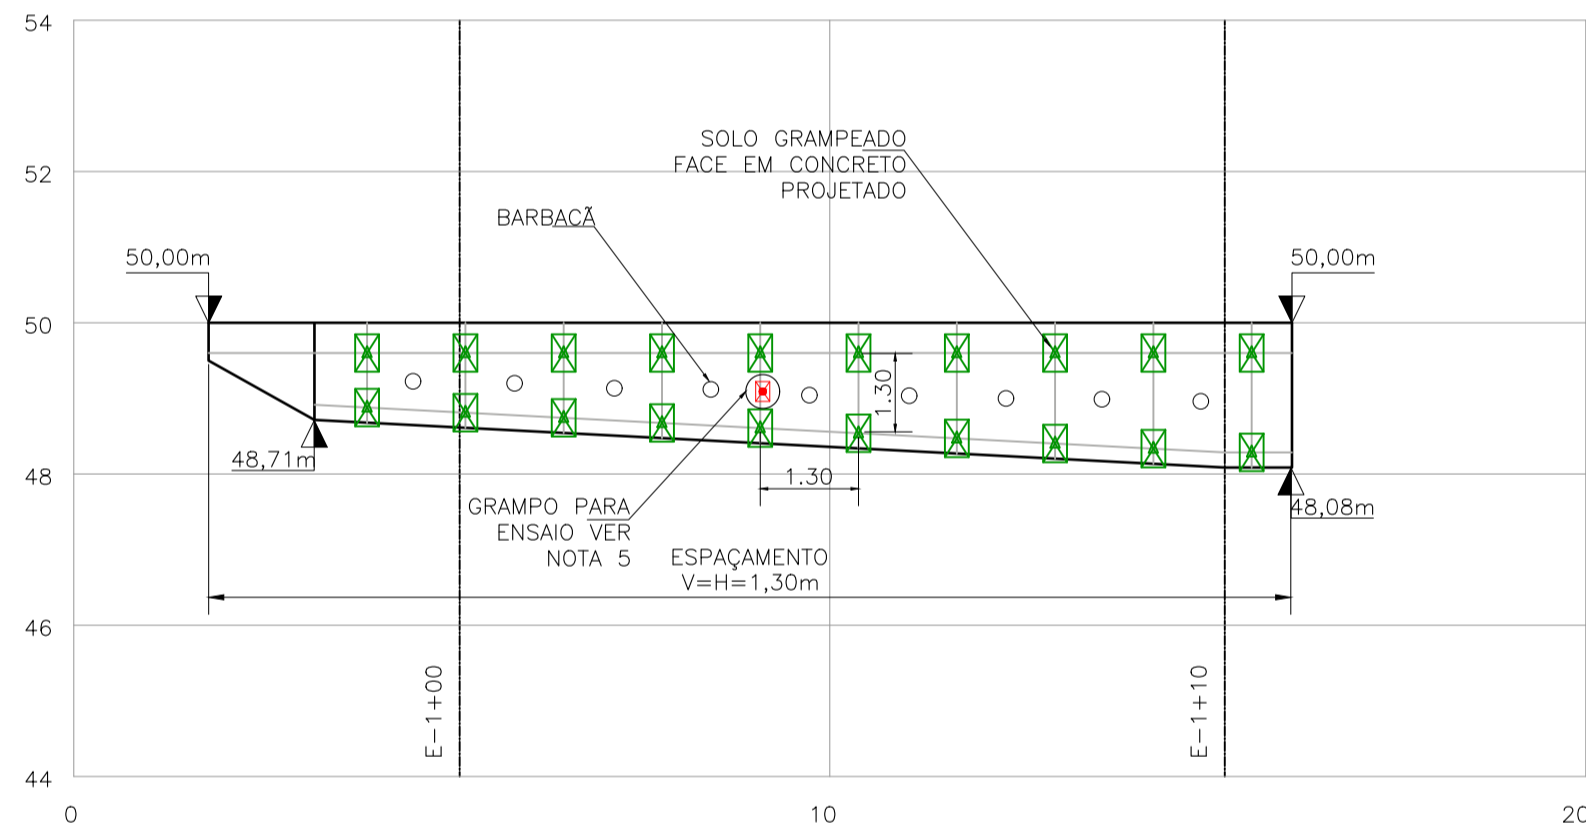 54
SOLO GRAMPEADO
FACE EM CONCRETO
PROJETADO
52
BARBACÃ
50,00m
50,00m
50
1.30
48,71m
48
1.30
48,08m
GRAMPO PARA
ENSAIO VER
NOTA 5
ESPAÇAMENTO
V=H=1,30m
46
E-1+00
E-1+10
44
0
10
20